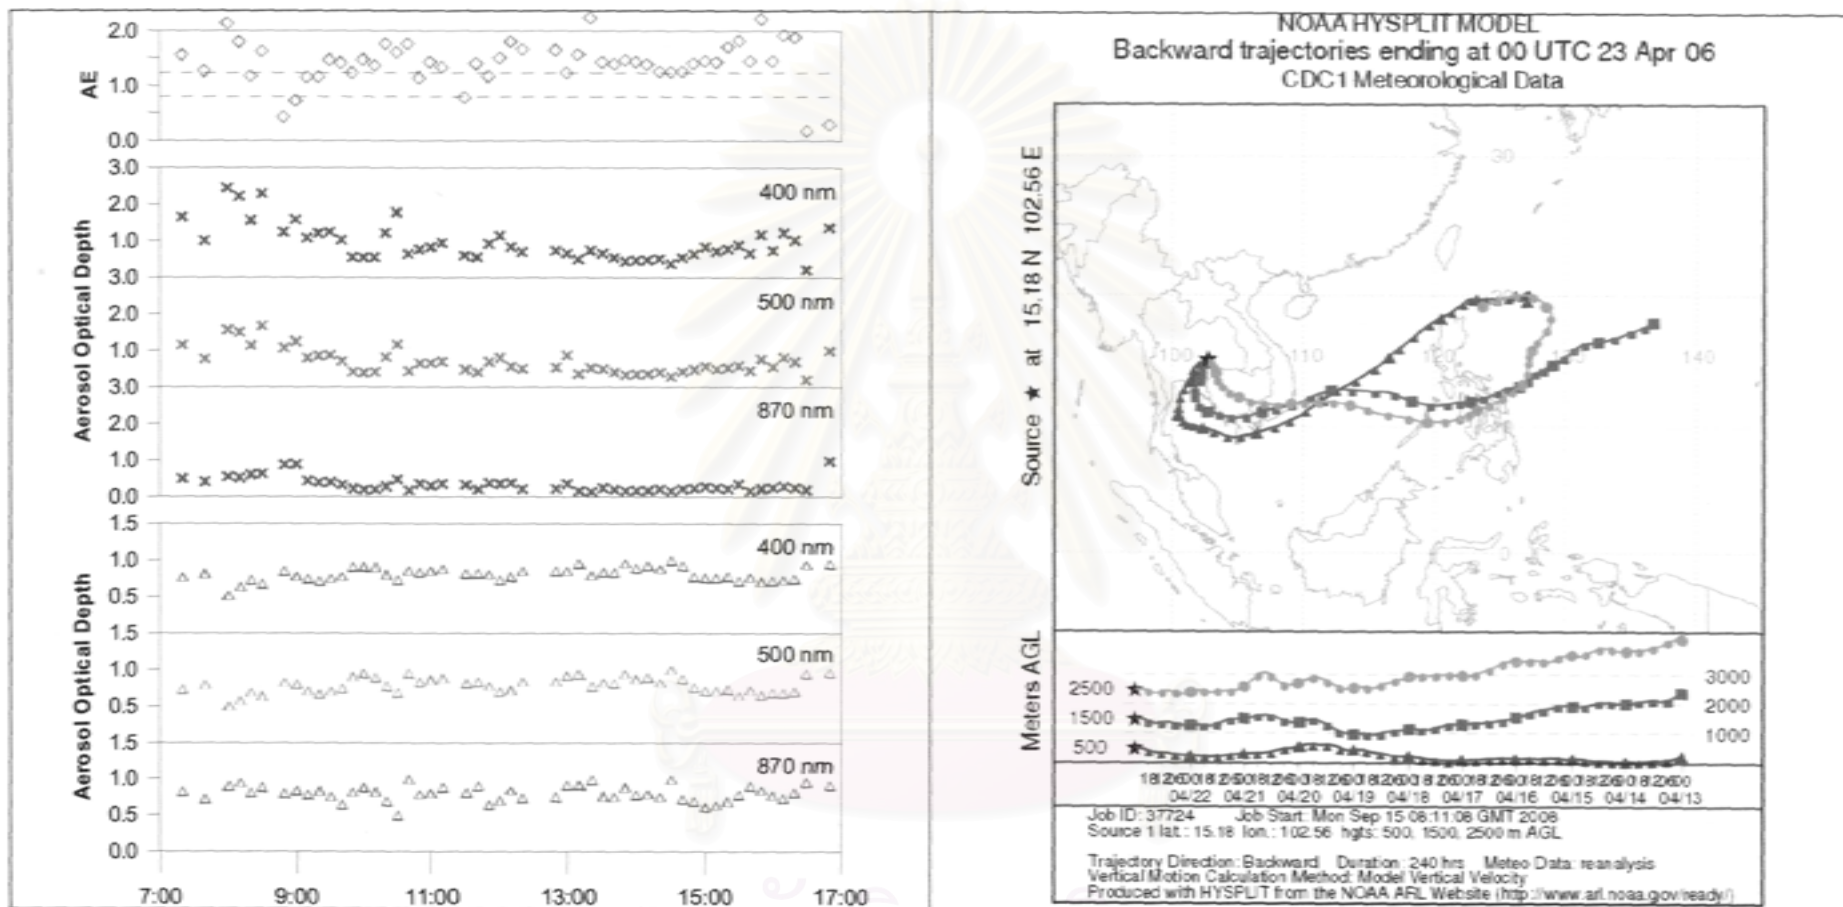 2.0
1.0
0.0
AE
3.0
2.0
1.0
400 nm
3.0
2.0
1.0
500 nm
3.0
2.0
1.0
0.0
870 nm
Aerosol Optical Depth
1.5
1.0
0.5
400 nm
1.5
1.0
0.5
500 nm
1.5
1.0
0.5
0.0
870 nm
Aerosol Optical Depth
7:00 9:00 11:00 13:00 15:00 17:00
NOAA HYSPLIT MODEL
Backward trajectories ending at 00 UTC 23 Apr 06
CDC1 Meteorological Data
Source ★ at 15.18 N 102.56 E
30
20
100 110 120 130 140
0
Meters AGL
2500
1500
500
3000
2000
1000
04/22 04/21 04/20 04/19 04/18 04/17 04/16 04/15 04/14 04/13
Job ID: 37724 Job Start: Mon Sep 15 08:11:08 GMT 2008
Source 1 lat.: 15.18 lon.: 102.56 hgts: 500, 1500, 2500 m AGL
Trajectory Direction: Backward Duration: 240 hrs Meteo Data: reanalysis
Vertical Motion Calculation Method: Model Vertical Velocity
Produced with HYSPLIT from the NOAA ARL Website (http://www.arl.noaa.gov/ready/)